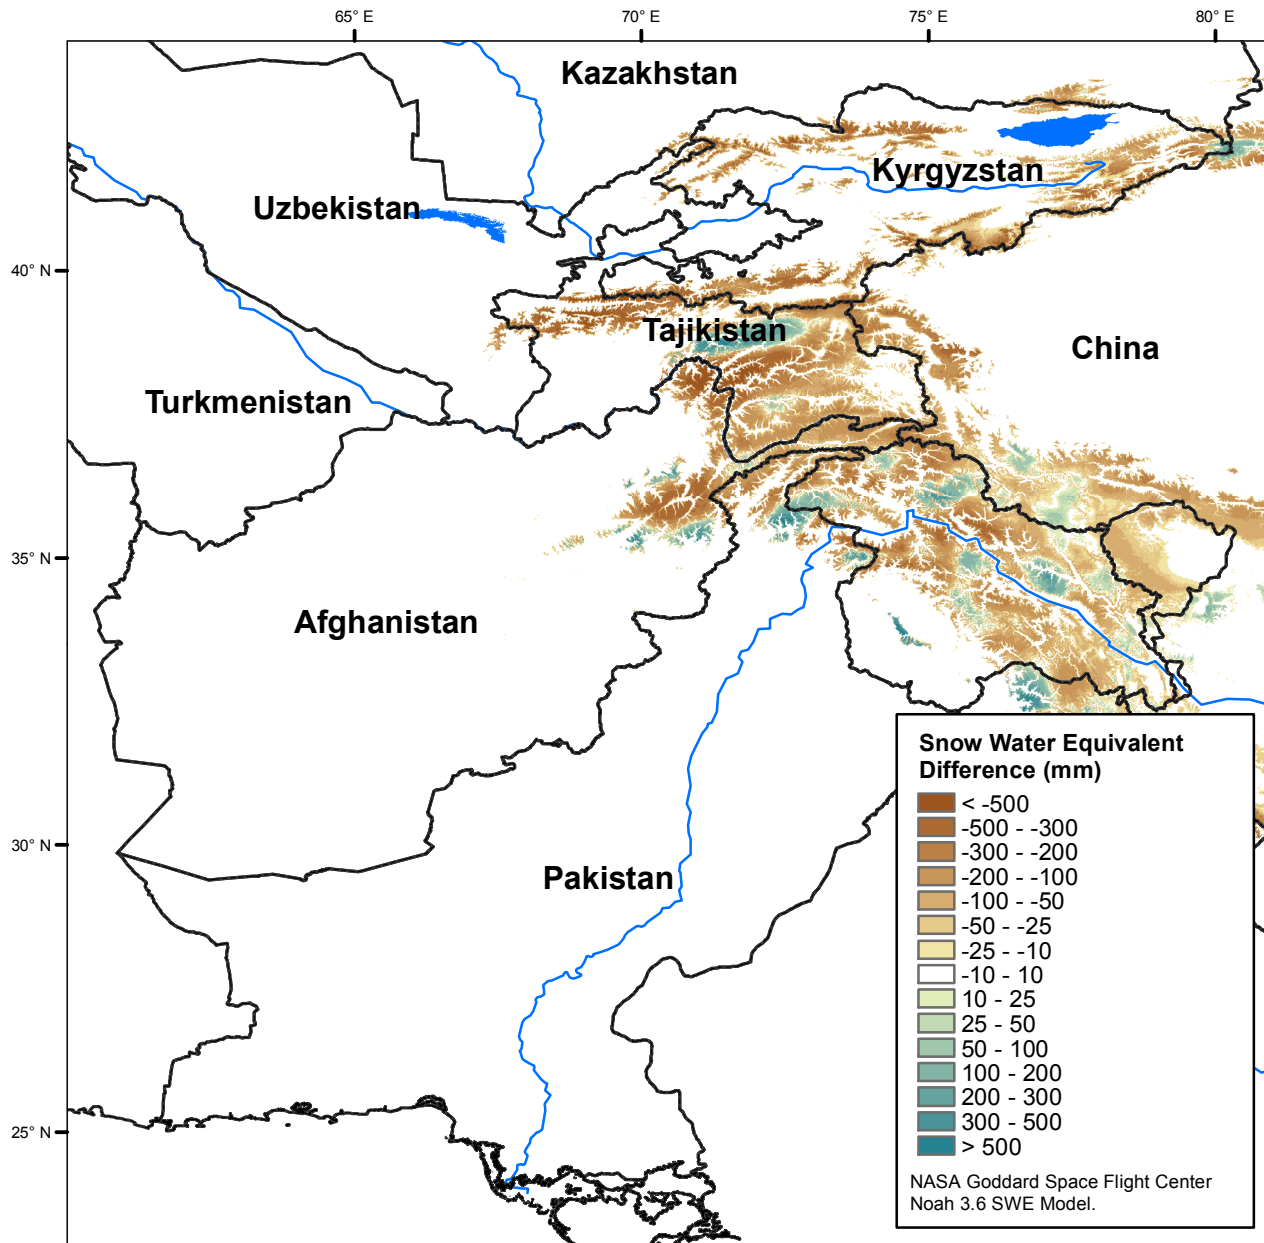 65° E
70° E
75° E
80° E
Kazakhstan
Kyrgyzstan
Uzbekistan
40° N
Tajikistan
China
Turkmenistan
35° N
Afghanistan
Snow Water Equivalent
Difference (mm)
< -500
-500 - -300
-300 - -200
-200 - -100
-100 - -50
-50 - -25
-25 - -10
-10 - 10
10 - 25
25 - 50
50 - 100
100 - 200
200 - 300
300 - 500
> 500
30° N
Pakistan
25° N
NASA Goddard Space Flight Center
Noah 3.6 SWE Model.